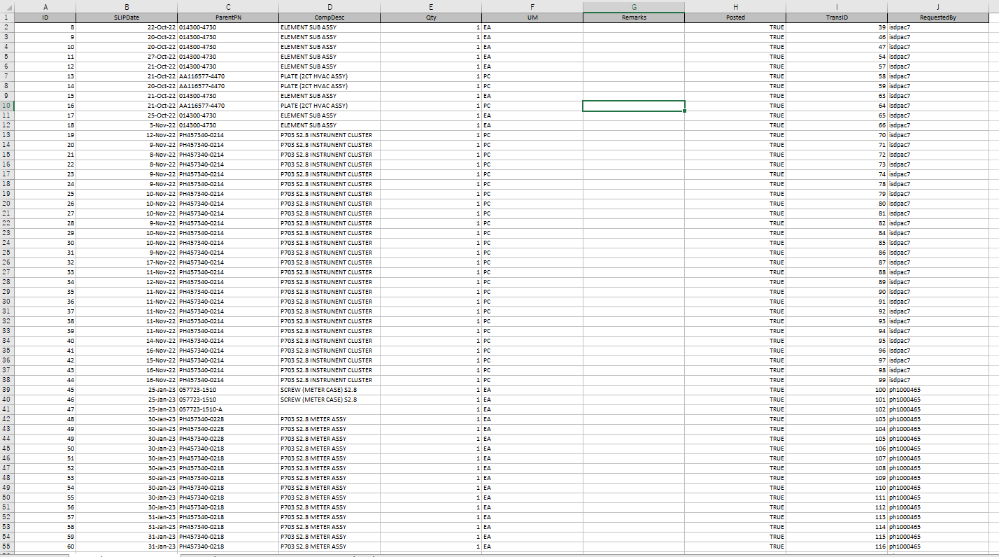 A B C D E F G H I J
1 ID SLIPDate ParentPN CompDesc Qty UM Remarks Posted TransID RequestedBy
2 8 22-Oct-22 014300-4730 ELEMENT SUB ASSY 1 EA TRUE 39 isdpac7
3 9 20-Oct-22 014300-4730 ELEMENT SUB ASSY 1 EA TRUE 46 isdpac7
4 10 20-Oct-22 014300-4730 ELEMENT SUB ASSY 1 EA TRUE 47 isdpac7
5 11 27-Oct-22 014300-4730 ELEMENT SUB ASSY 1 EA TRUE 54 isdpac7
6 12 21-Oct-22 014300-4730 ELEMENT SUB ASSY 1 EA TRUE 57 isdpac7
7 13 21-Oct-22 AA116577-4470 PLATE (2CT HVAC ASSY) 1 PC TRUE 58 isdpac7
8 14 20-Oct-22 AA116577-4470 PLATE (2CT HVAC ASSY) 1 PC TRUE 59 isdpac7
9 15 21-Oct-22 014300-4730 ELEMENT SUB ASSY 1 EA TRUE 63 isdpac7
10 16 21-Oct-22 AA116577-4470 PLATE (2CT HVAC ASSY) 1 PC TRUE 64 isdpac7
11 17 25-Oct-22 014300-4730 ELEMENT SUB ASSY 1 EA TRUE 65 isdpac7
12 18 3-Nov-22 014300-4730 ELEMENT SUB ASSY 1 EA TRUE 66 isdpac7
13 19 12-Nov-22 PH457340-0214 P703 S2.8 INSTRUNENT CLUSTER 1 PC TRUE 70 isdpac7
14 20 9-Nov-22 PH457340-0214 P703 S2.8 INSTRUNENT CLUSTER 1 PC TRUE 71 isdpac7
15 21 8-Nov-22 PH457340-0214 P703 S2.8 INSTRUNENT CLUSTER 1 PC TRUE 72 isdpac7
16 22 8-Nov-22 PH457340-0214 P703 S2.8 INSTRUNENT CLUSTER 1 PC TRUE 73 isdpac7
17 23 9-Nov-22 PH457340-0214 P703 S2.8 INSTRUNENT CLUSTER 1 PC TRUE 74 isdpac7
18 24 9-Nov-22 PH457340-0214 P703 S2.8 INSTRUNENT CLUSTER 1 PC TRUE 78 isdpac7
19 25 10-Nov-22 PH457340-0214 P703 S2.8 INSTRUNENT CLUSTER 1 PC TRUE 79 isdpac7
20 26 10-Nov-22 PH457340-0214 P703 S2.8 INSTRUNENT CLUSTER 1 PC TRUE 80 isdpac7
21 27 10-Nov-22 PH457340-0214 P703 S2.8 INSTRUNENT CLUSTER 1 PC TRUE 81 isdpac7
22 28 9-Nov-22 PH457340-0214 P703 S2.8 INSTRUNENT CLUSTER 1 PC TRUE 82 isdpac7
23 29 10-Nov-22 PH457340-0214 P703 S2.8 INSTRUNENT CLUSTER 1 PC TRUE 84 isdpac7
24 30 10-Nov-22 PH457340-0214 P703 S2.8 INSTRUNENT CLUSTER 1 PC TRUE 85 isdpac7
25 31 9-Nov-22 PH457340-0214 P703 S2.8 INSTRUNENT CLUSTER 1 PC TRUE 86 isdpac7
26 32 17-Nov-22 PH457340-0214 P703 S2.8 INSTRUNENT CLUSTER 1 PC TRUE 87 isdpac7
27 33 11-Nov-22 PH457340-0214 P703 S2.8 INSTRUNENT CLUSTER 1 PC TRUE 88 isdpac7
28 34 12-Nov-22 PH457340-0214 P703 S2.8 INSTRUNENT CLUSTER 1 PC TRUE 89 isdpac7
29 35 11-Nov-22 PH457340-0214 P703 S2.8 INSTRUNENT CLUSTER 1 PC TRUE 90 isdpac7
30 36 11-Nov-22 PH457340-0214 P703 S2.8 INSTRUNENT CLUSTER 1 PC TRUE 91 isdpac7
31 37 11-Nov-22 PH457340-0214 P703 S2.8 INSTRUNENT CLUSTER 1 PC TRUE 92 isdpac7
32 38 11-Nov-22 PH457340-0214 P703 S2.8 INSTRUNENT CLUSTER 1 PC TRUE 93 isdpac7
33 39 11-Nov-22 PH457340-0214 P703 S2.8 INSTRUNENT CLUSTER 1 PC TRUE 94 isdpac7
34 40 14-Nov-22 PH457340-0214 P703 S2.8 INSTRUNENT CLUSTER 1 PC TRUE 95 isdpac7
35 41 16-Nov-22 PH457340-0214 P703 S2.8 INSTRUNENT CLUSTER 1 PC TRUE 96 isdpac7
36 42 15-Nov-22 PH457340-0214 P703 S2.8 INSTRUNENT CLUSTER 1 PC TRUE 97 isdpac7
37 43 16-Nov-22 PH457340-0214 P703 S2.8 INSTRUNENT CLUSTER 1 PC TRUE 98 isdpac7
38 44 16-Nov-22 PH457340-0214 P703 S2.8 INSTRUNENT CLUSTER 1 PC TRUE 99 isdpac7
39 45 25-Jan-23 057723-1510 SCREW (METER CASE) S2.8 1 EA TRUE 100 ph1000465
40 46 25-Jan-23 057723-1510 SCREW (METER CASE) S2.8 1 EA TRUE 101 ph1000465
41 47 25-Jan-23 057723-1510-A 1 EA TRUE 102 ph1000465
42 48 30-Jan-23 PH457340-0228 P703 S2.8 METER ASSY 1 EA TRUE 103 ph1000465
43 49 30-Jan-23 PH457340-0228 P703 S2.8 METER ASSY 1 EA TRUE 104 ph1000465
44 49 30-Jan-23 PH457340-0228 P703 S2.8 METER ASSY 1 EA TRUE 105 ph1000465
45 50 30-Jan-23 PH457340-0218 P703 S2.8 METER ASSY 1 EA TRUE 106 ph1000465
46 51 30-Jan-23 PH457340-0218 P703 S2.8 METER ASSY 1 EA TRUE 107 ph1000465
47 52 30-Jan-23 PH457340-0218 P703 S2.8 METER ASSY 1 EA TRUE 108 ph1000465
48 53 30-Jan-23 PH457340-0218 P703 S2.8 METER ASSY 1 EA TRUE 109 ph1000465
49 54 30-Jan-23 PH457340-0218 P703 S2.8 METER ASSY 1 EA TRUE 110 ph1000465
50 55 30-Jan-23 PH457340-0218 P703 S2.8 METER ASSY 1 EA TRUE 111 ph1000465
51 56 30-Jan-23 PH457340-0218 P703 S2.8 METER ASSY 1 EA TRUE 112 ph1000465
52 57 31-Jan-23 PH457340-0218 P703 S2.8 METER ASSY 1 EA TRUE 113 ph1000465
53 58 31-Jan-23 PH457340-0218 P703 S2.8 METER ASSY 1 EA TRUE 114 ph1000465
54 59 31-Jan-23 PH457340-0218 P703 S2.8 METER ASSY 1 EA TRUE 115 ph1000465
55 60 31-Jan-23 PH457340-0218 P703 S2.8 METER ASSY 1 EA TRUE 116 ph1000465